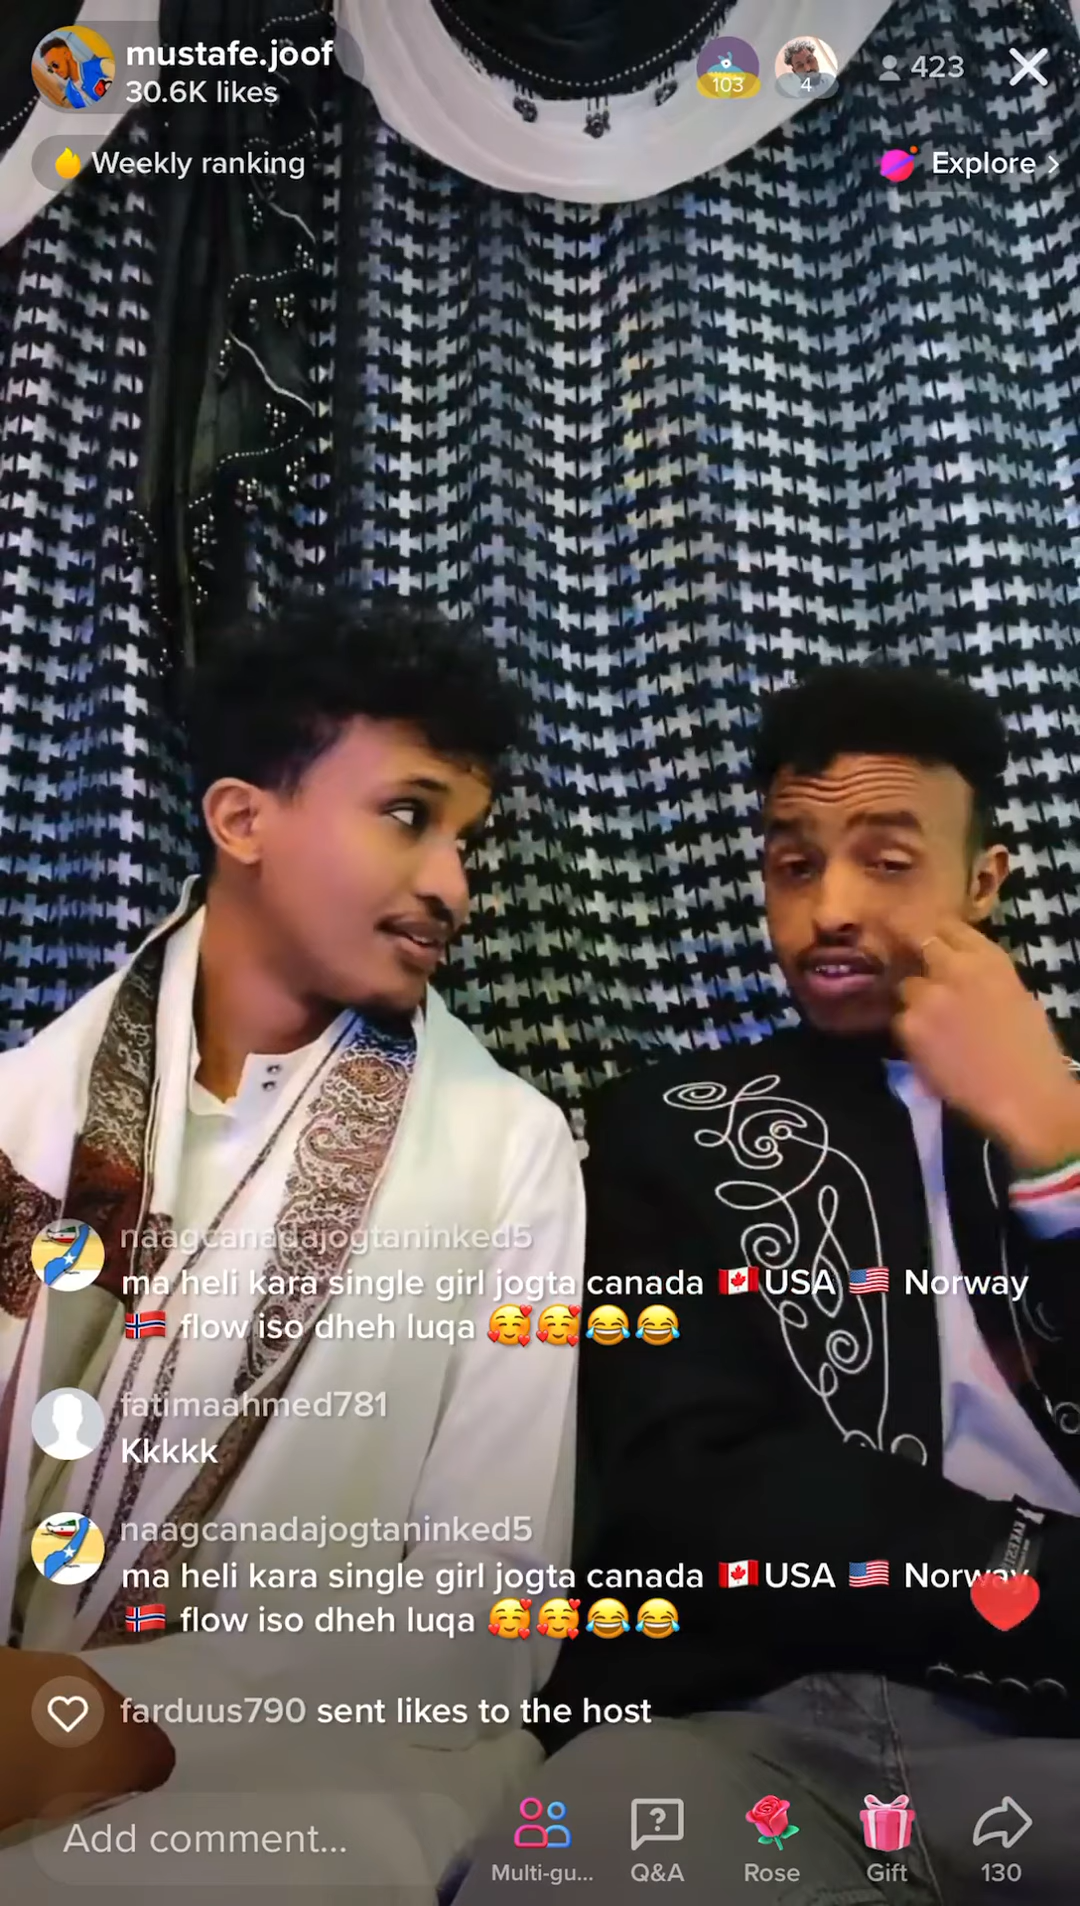 mustafe.joof
30.6K likes
103
4
423
Weekly ranking
Explore >
naagcanadajogtaninked5
ma heli kara single girl jogta canada 🇨🇦USA 🇺🇸 Norway
🇳🇴 flow iso dheh luqa 🥰🥰😂😂
fatimaahmed781
Kkkkk
naagcanadajogtaninked5
ma heli kara single girl jogta canada 🇨🇦USA 🇺🇸 Norway
🇳🇴 flow iso dheh luqa 🥰🥰😂😂
farduus790 sent likes to the host
Add comment...
Multi-gu...
Q&A
Rose
Gift
130